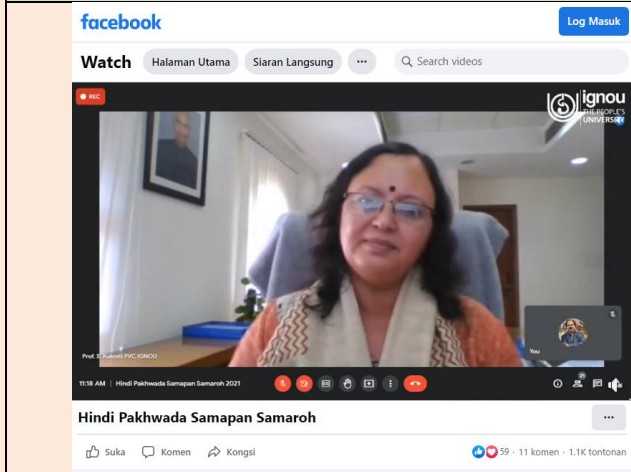 facebook
Log Masuk
Watch
Halaman Utama
Siaran Langsung
Search videos
REC
ignou
THE PEOPLE'S
UNIVERSITY
Prof. S. Kukreti PVC IGNOU
You
11:18 AM | Hindi Pakhwada Samapan Samaroh 2021
21
Hindi Pakhwada Samapan Samaroh
Suka
Komen
Kongsi
59 · 11 komen · 1.1K tontonan